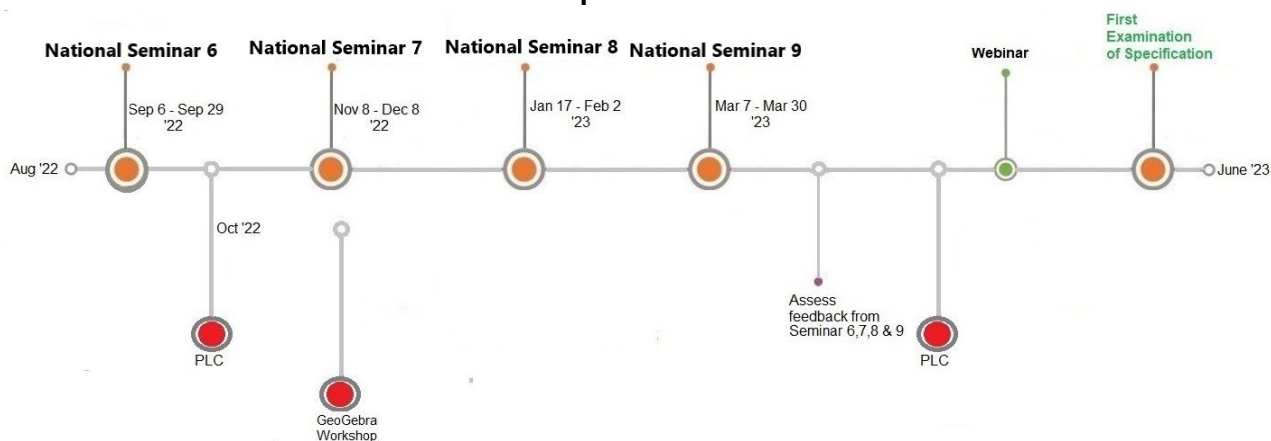 First
Examination
of Specification
National Seminar 6
National Seminar 7
National Seminar 8
National Seminar 9
Webinar
Sep 6 - Sep 29
'22
Nov 8 - Dec 8
'22
Jan 17 - Feb 2
'23
Mar 7 - Mar 30
'23
Aug '22
June '23
Oct '22
Assess
feedback from
Seminar 6,7,8 & 9
PLC
PLC
GeoGebra
Workshop